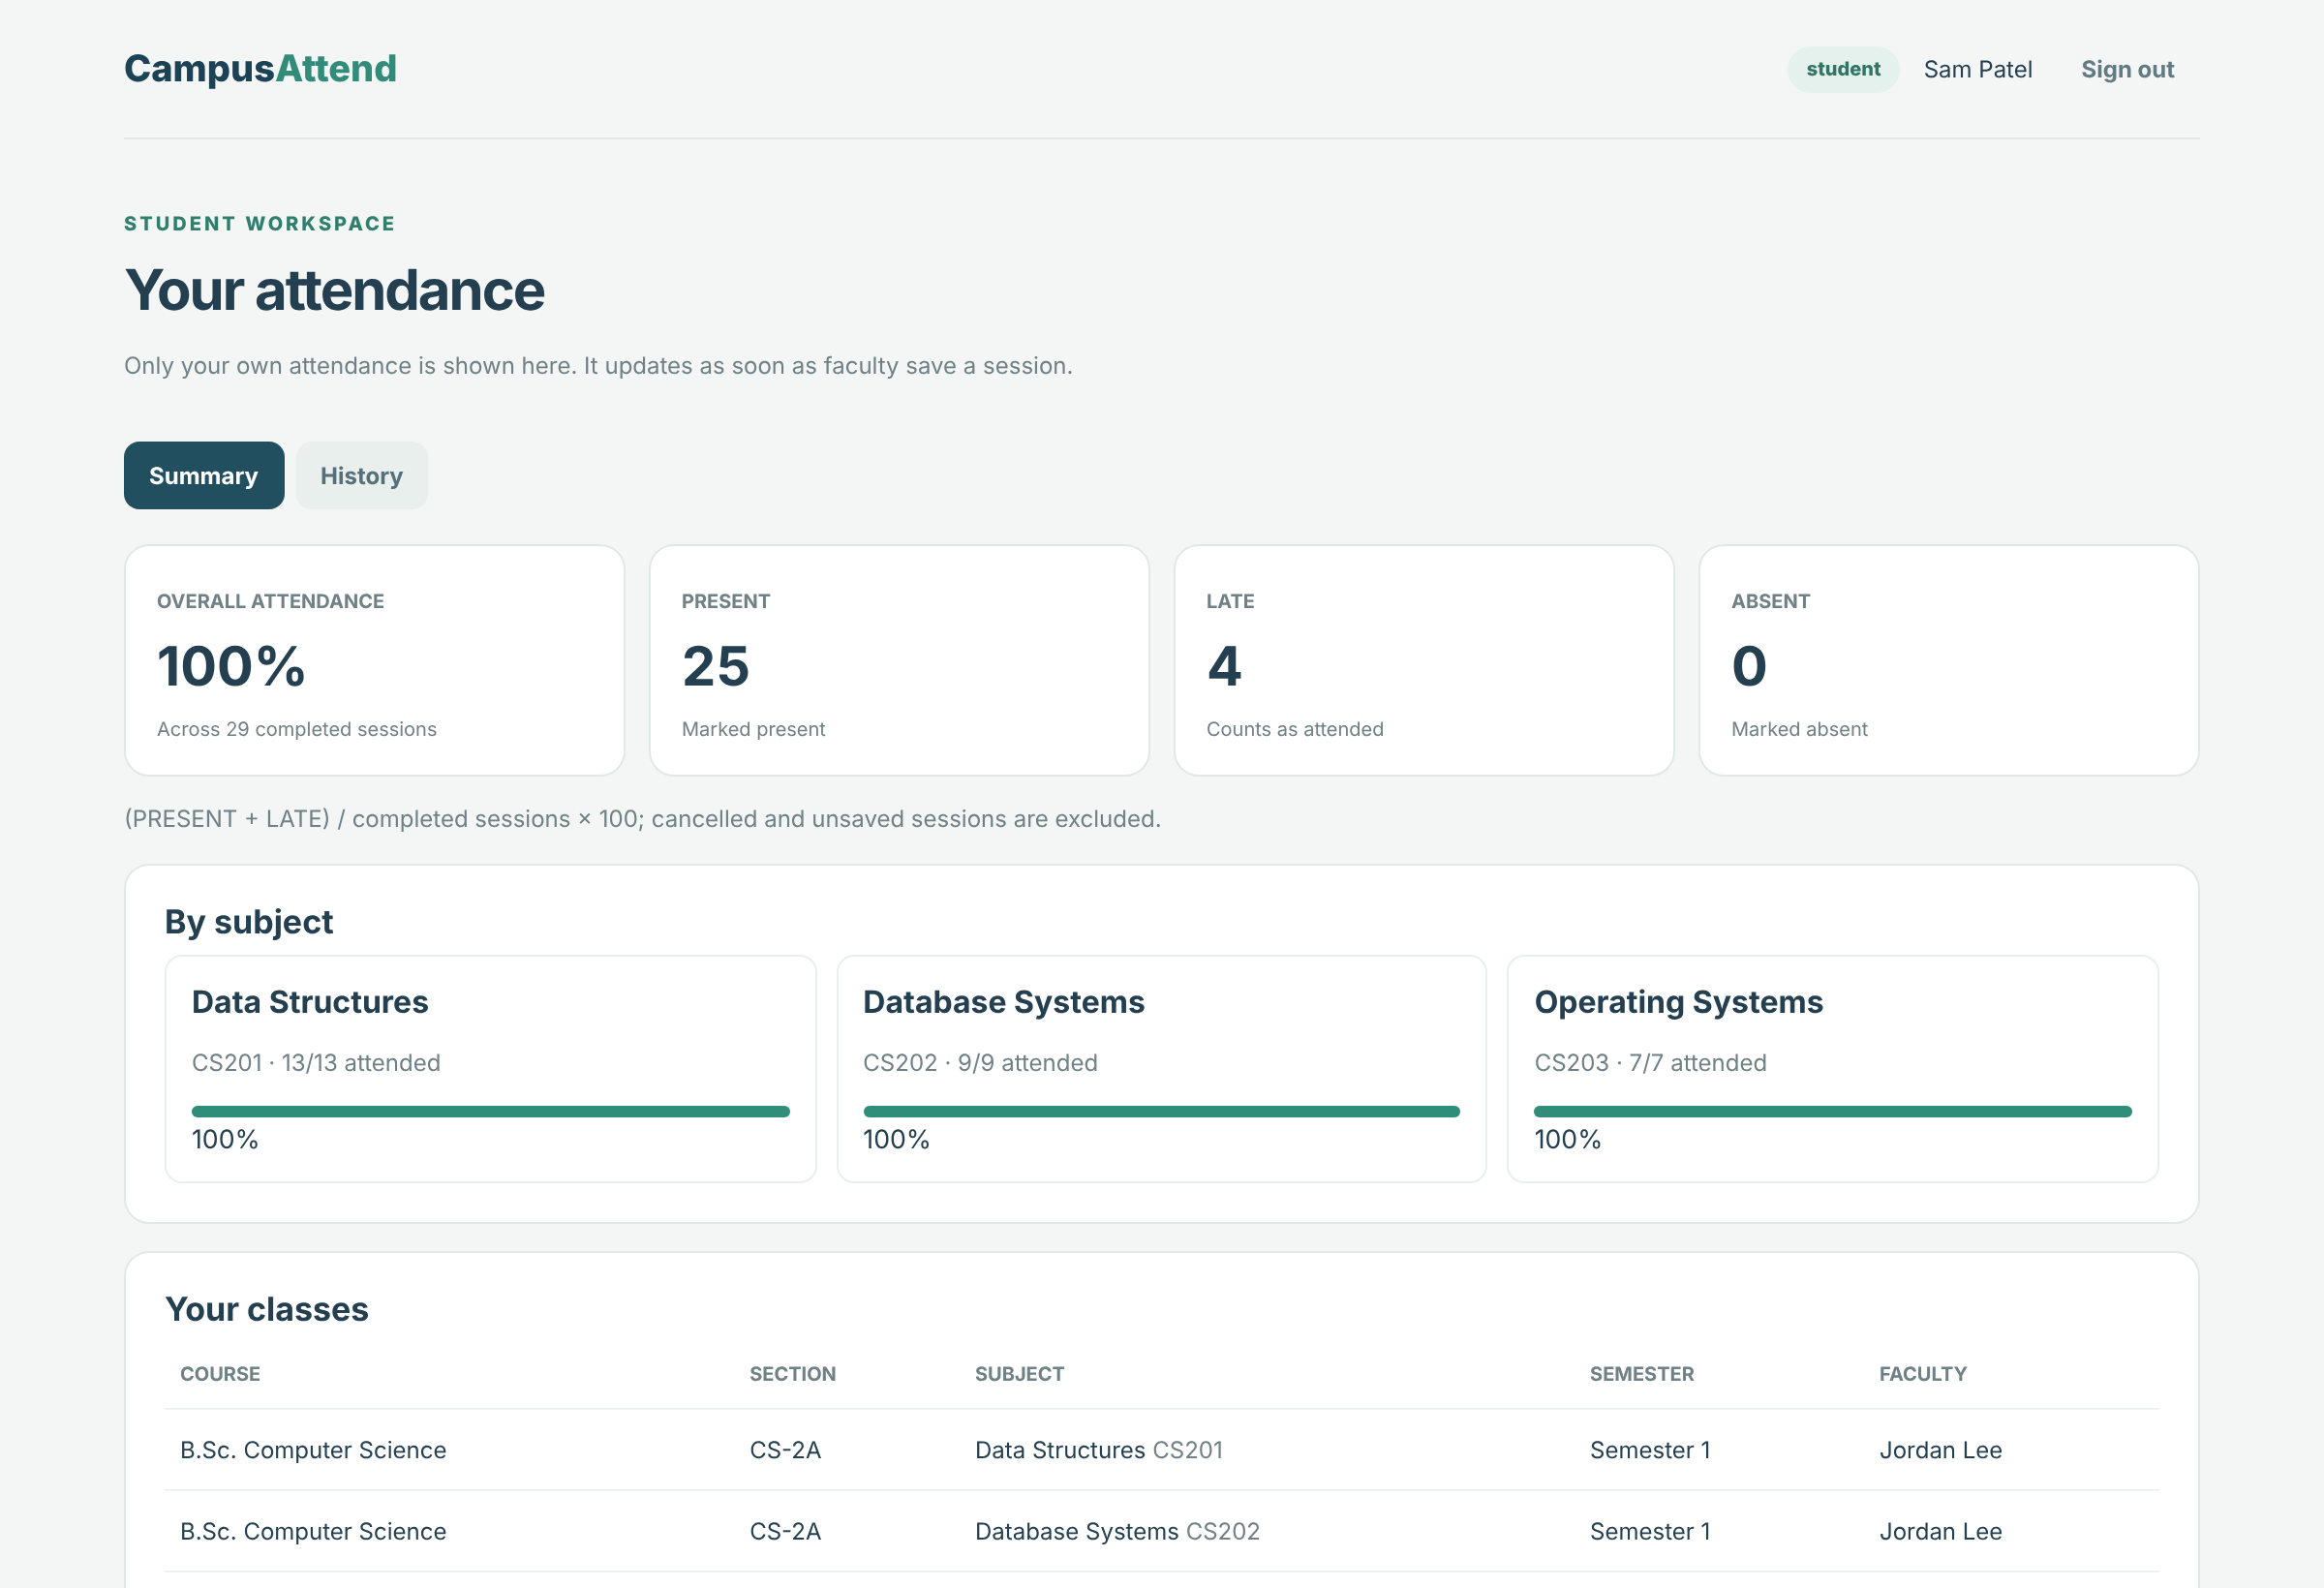 CampusAttend
student Sam Patel Sign out
STUDENT WORKSPACE
Your attendance
Only your own attendance is shown here. It updates as soon as faculty save a session.
Summary History
OVERALL ATTENDANCE
100%
Across 29 completed sessions
PRESENT
25
Marked present
LATE
4
Counts as attended
ABSENT
0
Marked absent
(PRESENT + LATE) / completed sessions × 100; cancelled and unsaved sessions are excluded.
By subject
Data Structures
CS201 · 13/13 attended
100%
Database Systems
CS202 · 9/9 attended
100%
Operating Systems
CS203 · 7/7 attended
100%
Your classes
COURSE SECTION SUBJECT SEMESTER FACULTY
B.Sc. Computer Science CS-2A Data Structures CS201 Semester 1 Jordan Lee
B.Sc. Computer Science CS-2A Database Systems CS202 Semester 1 Jordan Lee